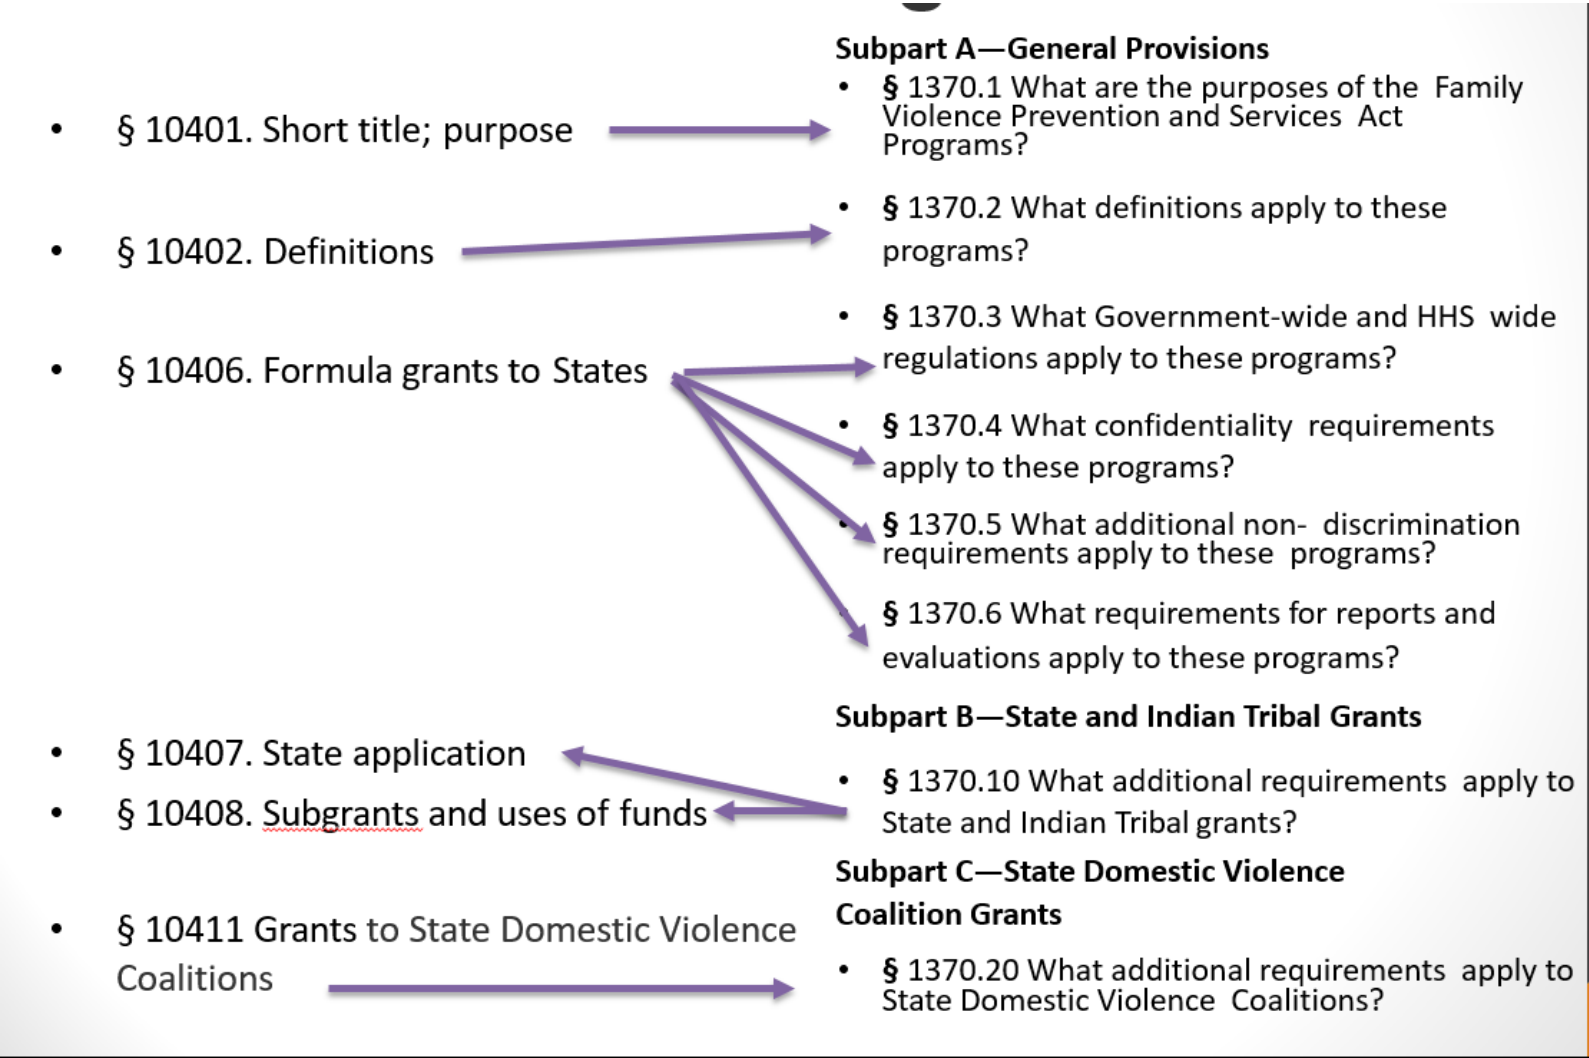 • § 10401. Short title; purpose
• § 10402. Definitions
• § 10406. Formula grants to States
• § 10407. State application
• § 10408. Subgrants and uses of funds
• § 10411 Grants to State Domestic Violence
Coalitions
Subpart A—General Provisions
• § 1370.1 What are the purposes of the Family
Violence Prevention and Services Act
Programs?
• § 1370.2 What definitions apply to these
programs?
• § 1370.3 What Government-wide and HHS wide
regulations apply to these programs?
• § 1370.4 What confidentiality requirements
apply to these programs?
• § 1370.5 What additional non- discrimination
requirements apply to these programs?
• § 1370.6 What requirements for reports and
evaluations apply to these programs?
Subpart B—State and Indian Tribal Grants
• § 1370.10 What additional requirements apply to
State and Indian Tribal grants?
Subpart C—State Domestic Violence
Coalition Grants
• § 1370.20 What additional requirements apply to
State Domestic Violence Coalitions?